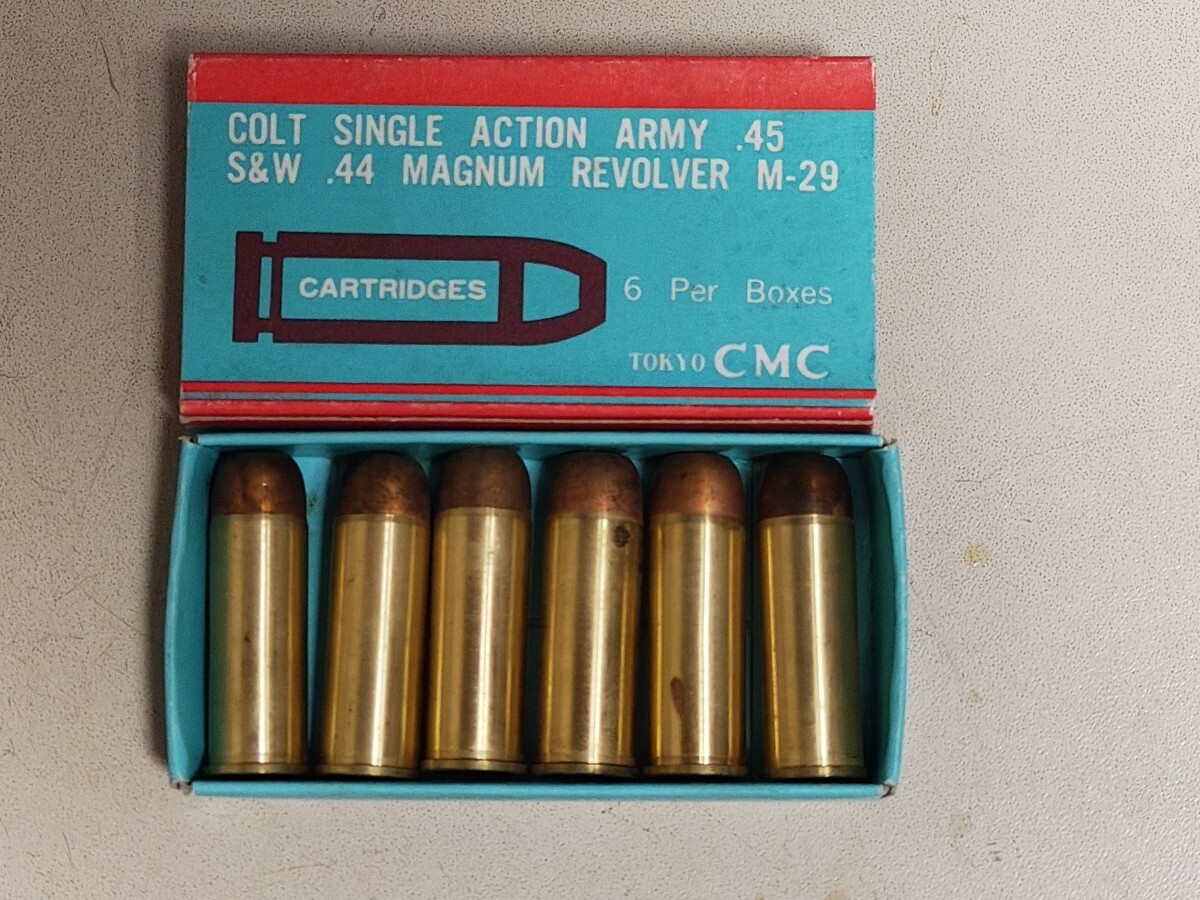 COLT SINGLE ACTION ARMY .45
S&W .44 MAGNUM REVOLVER M-29
CARTRIDGES
6 Per Boxes
TOKYO CMC